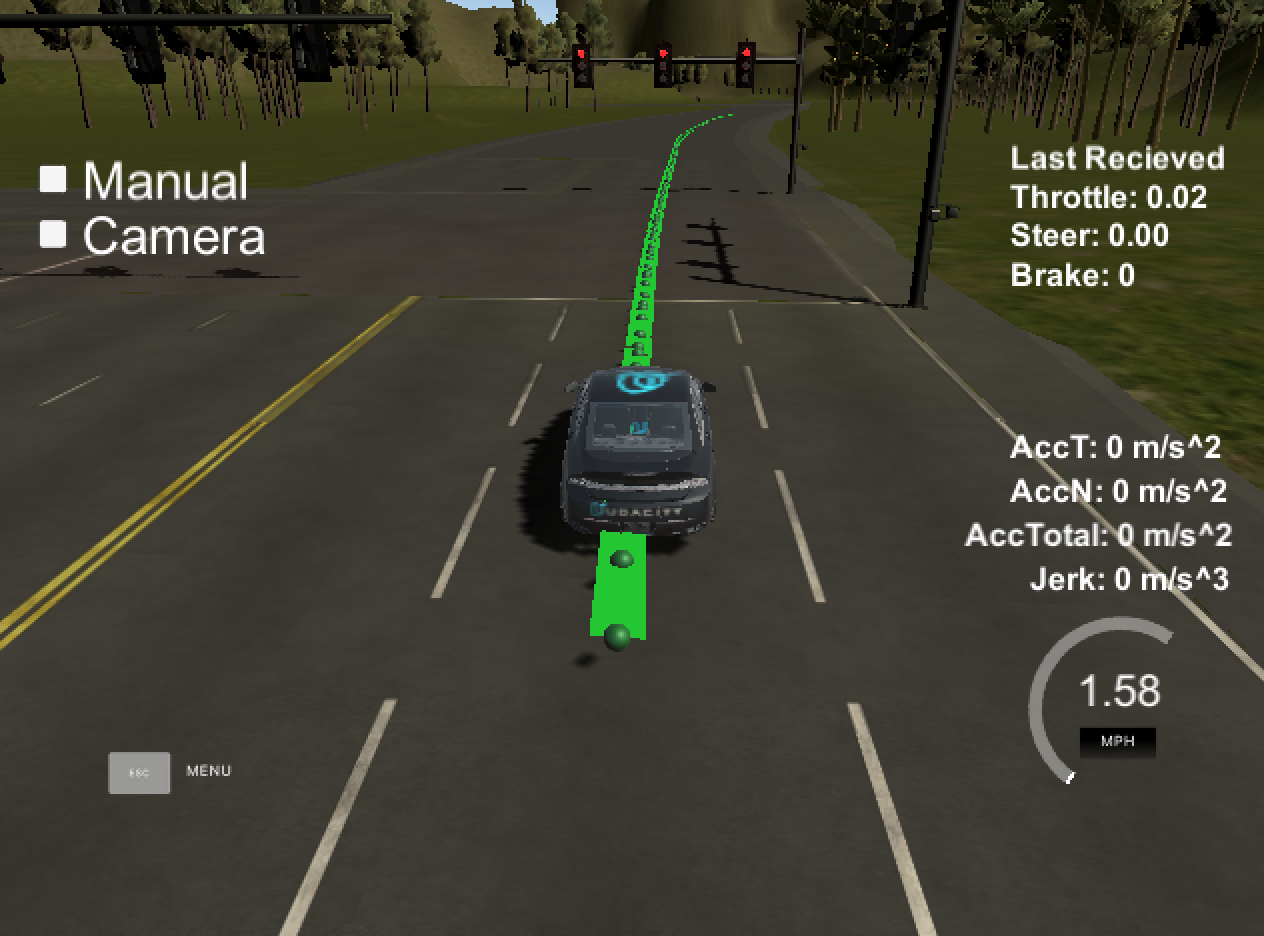 Manual
Camera
Last Recieved
Throttle: 0.02
Steer: 0.00
Brake: 0
AccT: 0 m/s^2
AccN: 0 m/s^2
AccTotal: 0 m/s^2
Jerk: 0 m/s^3
UDACITY
1.58
MPH
ESC MENU